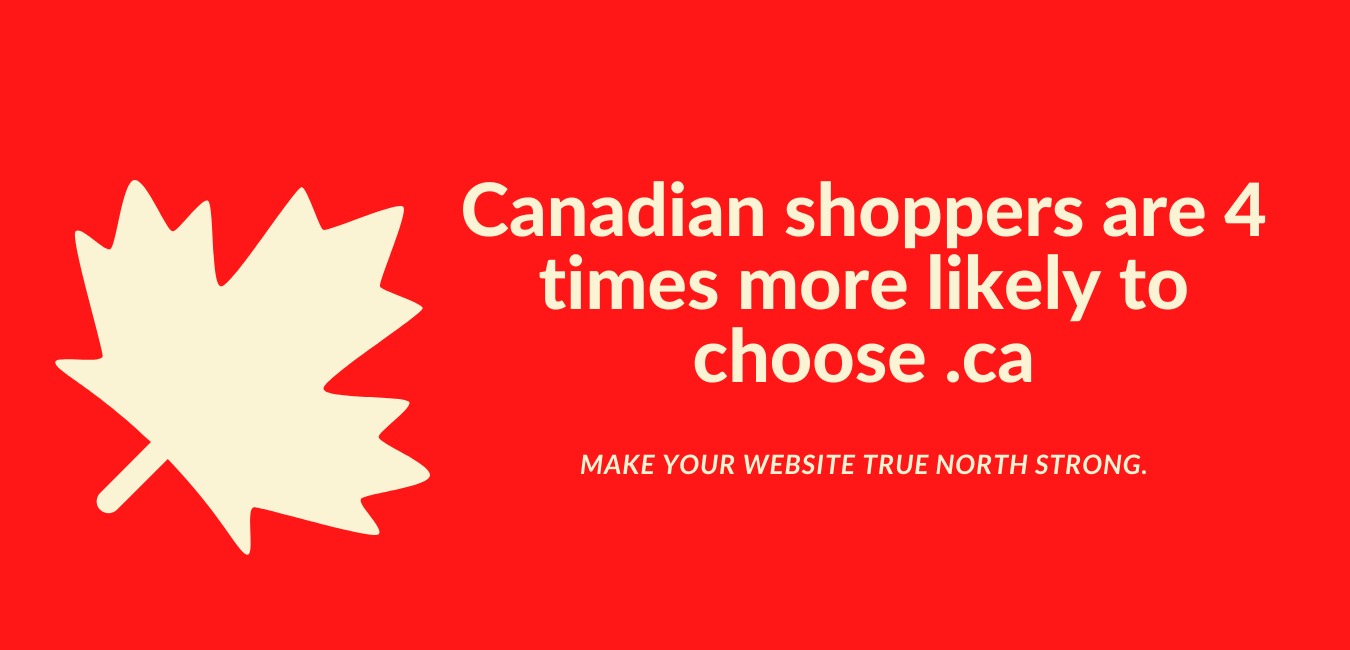 Canadian shoppers are 4
times more likely to
choose .ca
MAKE YOUR WEBSITE TRUE NORTH STRONG.